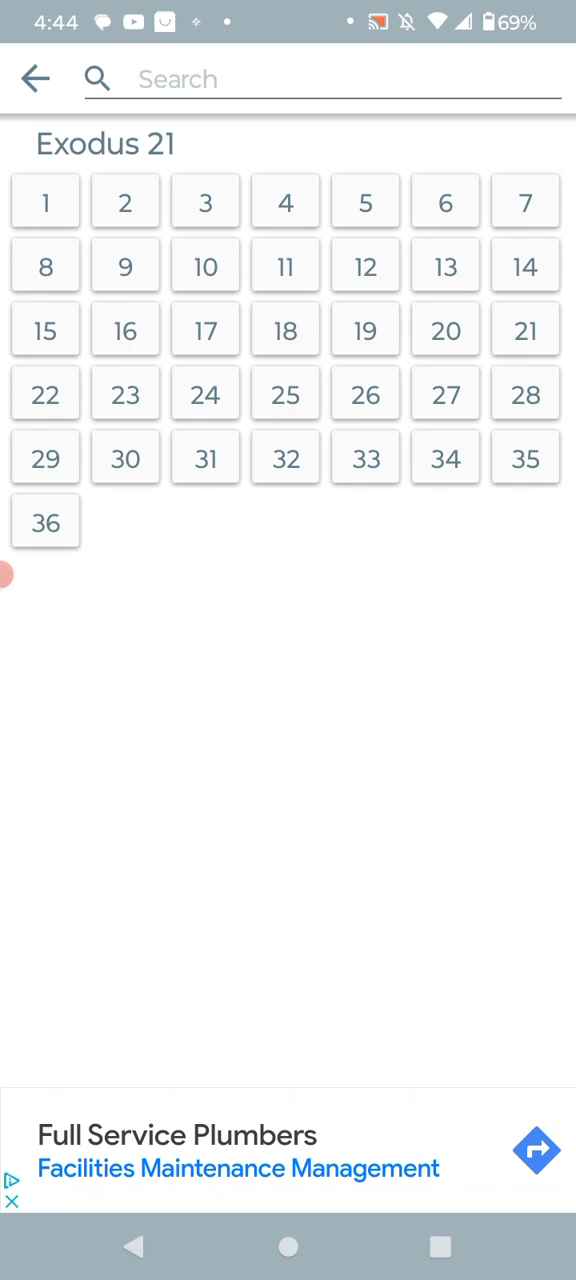 4:44 69%
Search
Exodus 21
1 2 3 4 5 6 7
8 9 10 11 12 13 14
15 16 17 18 19 20 21
22 23 24 25 26 27 28
29 30 31 32 33 34 35
36
Full Service Plumbers
Facilities Maintenance Management